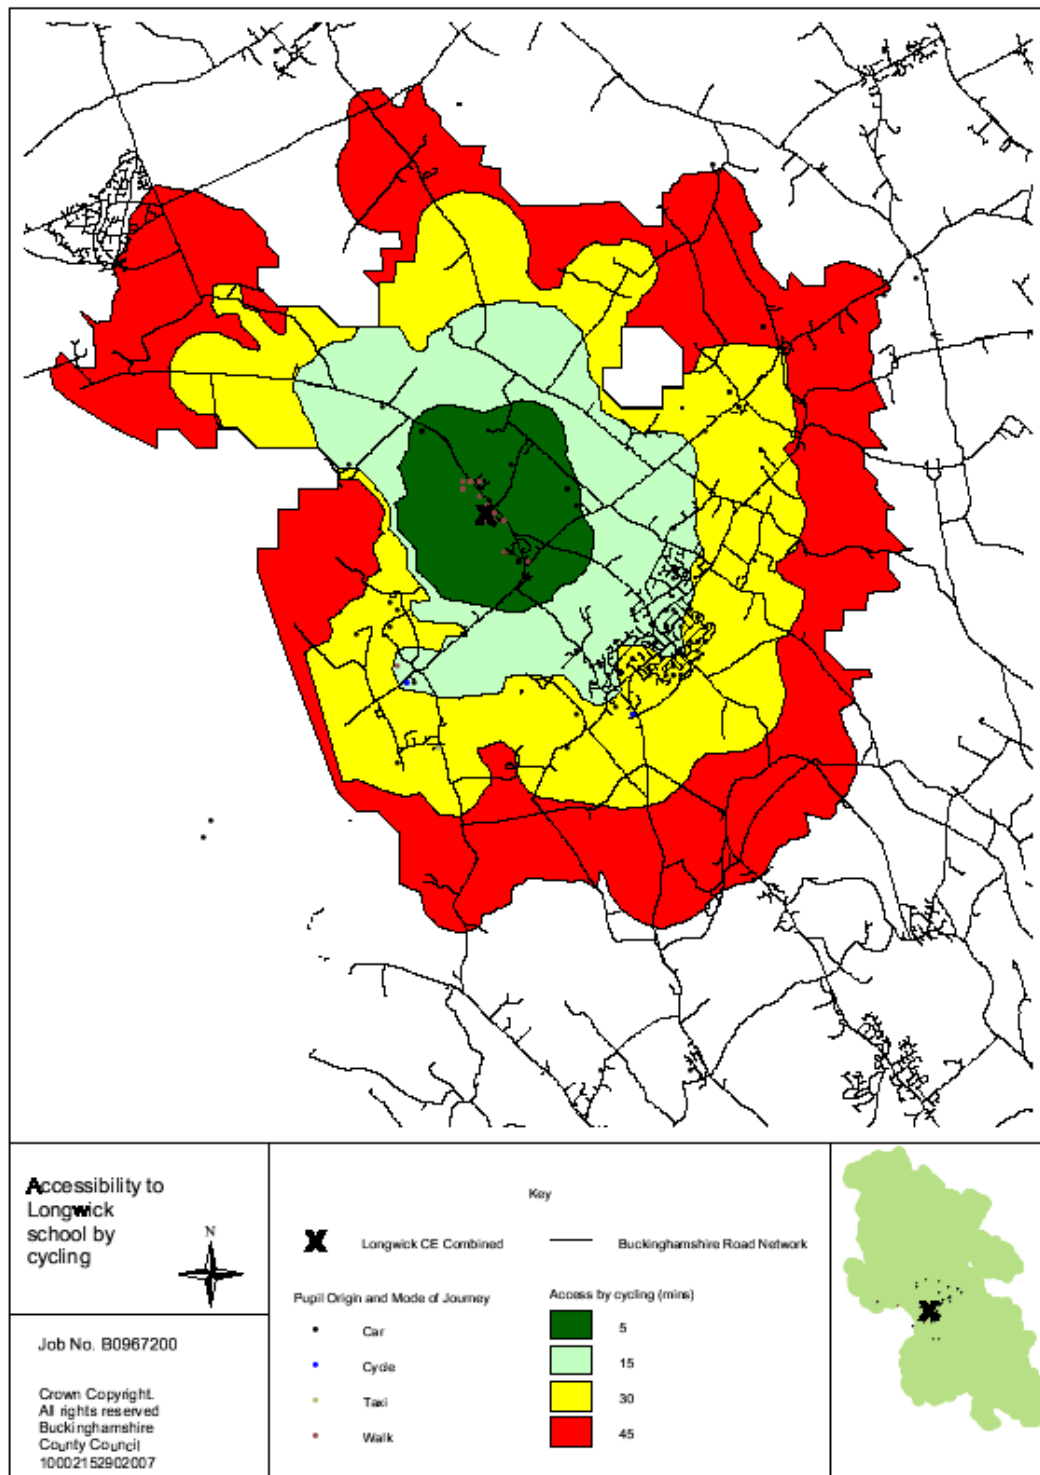 Accessibility to
Longwick
school by
cycling
N
Job No. B0967200
Crown Copyright.
All rights reserved
Buckinghamshire
County Council
10002152902007
Key
Longwick CE Combined
Buckinghamshire Road Network
Pupil Origin and Mode of Journey
Car
Cycle
Taxi
Walk
Access by cycling (mins)
5
15
30
45